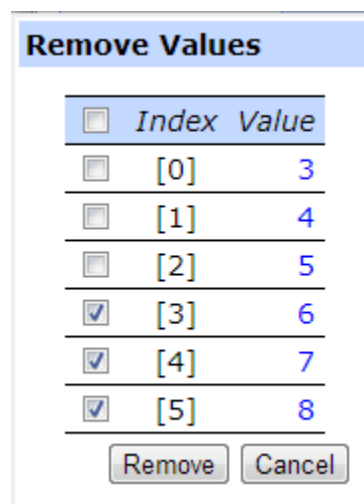 Remove Values
Index Value
[0] 3
[1] 4
[2] 5
[3] 6
[4] 7
[5] 8
Remove Cancel